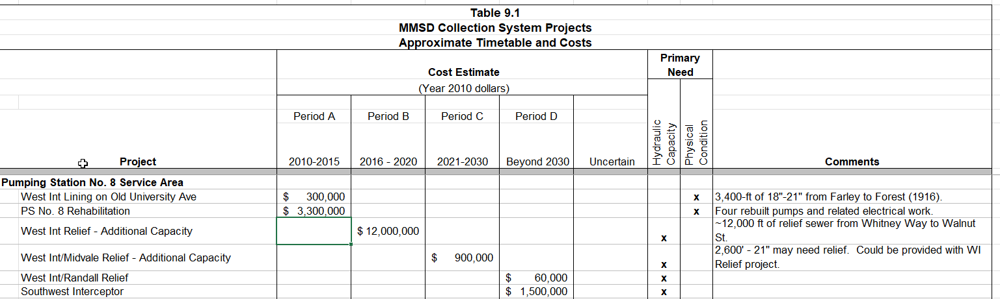 Table 9.1
MMSD Collection System Projects
Approximate Timetable and Costs
Primary
Need
Cost Estimate
(Year 2010 dollars)
Period A Period B Period C Period D
Hydraulic
Capacity
Physical
Condition
Project 2010-2015 2016 - 2020 2021-2030 Beyond 2030 Uncertain Comments
Pumping Station No. 8 Service Area
West Int Lining on Old University Ave $ 300,000 x 3,400-ft of 18"-21" from Farley to Forest (1916).
PS No. 8 Rehabilitation $ 3,300,000 x Four rebuilt pumps and related electrical work.
West Int Relief - Additional Capacity $ 12,000,000 x ~12,000 ft of relief sewer from Whitney Way to Walnut
St.
West Int/Midvale Relief - Additional Capacity $ 900,000 x 2,600' - 21" may need relief.  Could be provided with WI
Relief project.
West Int/Randall Relief $ 60,000 x
Southwest Interceptor $ 1,500,000 x